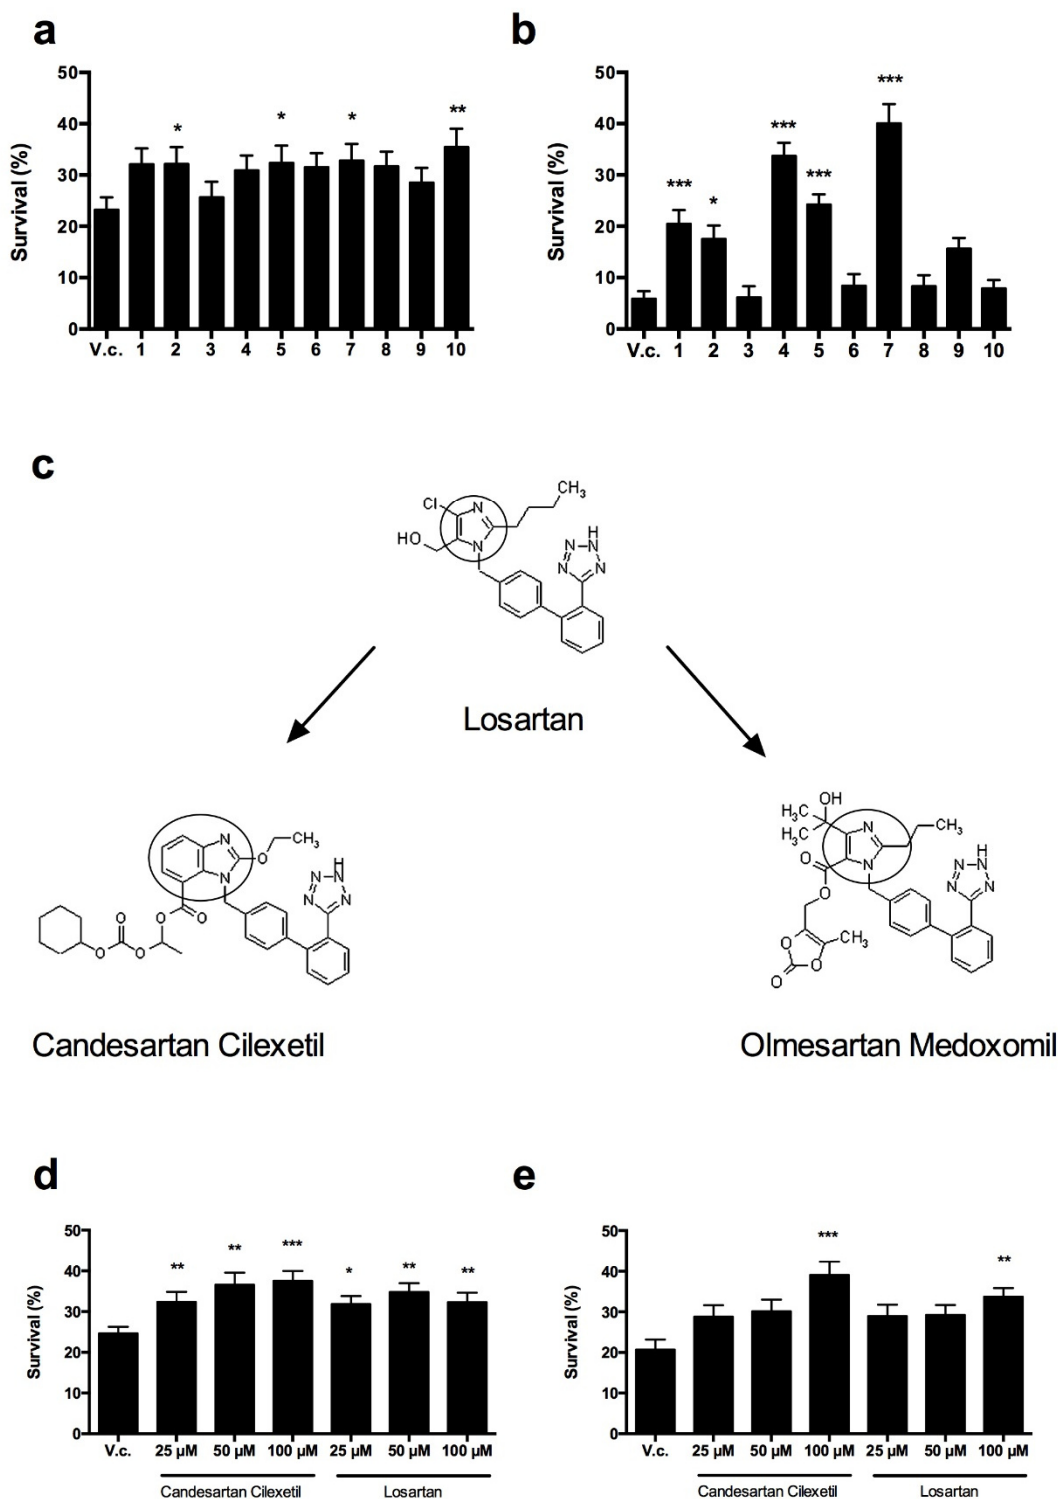 a
50
40
30
20
10
0
Survival (%)
*
*
*
**
V.c. 1 2 3 4 5 6 7 8 9 10
b
50
40
30
20
10
0
Survival (%)
***
*
***
***
***
V.c. 1 2 3 4 5 6 7 8 9 10
c
CH₃
Cl
N
HO
N
H
N N
N N
Losartan
N
O CH₃
N
H
N N
N N
O
O
O
O
O
O
Candesartan Cilexetil
OH
H₃C
H₃C
N
CH₃
N
O
O
H
N N
N N
O
CH₃
O
O
Olmesartan Medoxomil
d
50
40
30
20
10
0
Survival (%)
**
**
***
*
**
**
V.c. 25 µM 50 µM 100 µM 25 µM 50 µM 100 µM
Candesartan Cilexetil Losartan
e
50
40
30
20
10
0
Survival (%)
***
**
V.c. 25 µM 50 µM 100 µM 25 µM 50 µM 100 µM
Candesartan Cilexetil Losartan